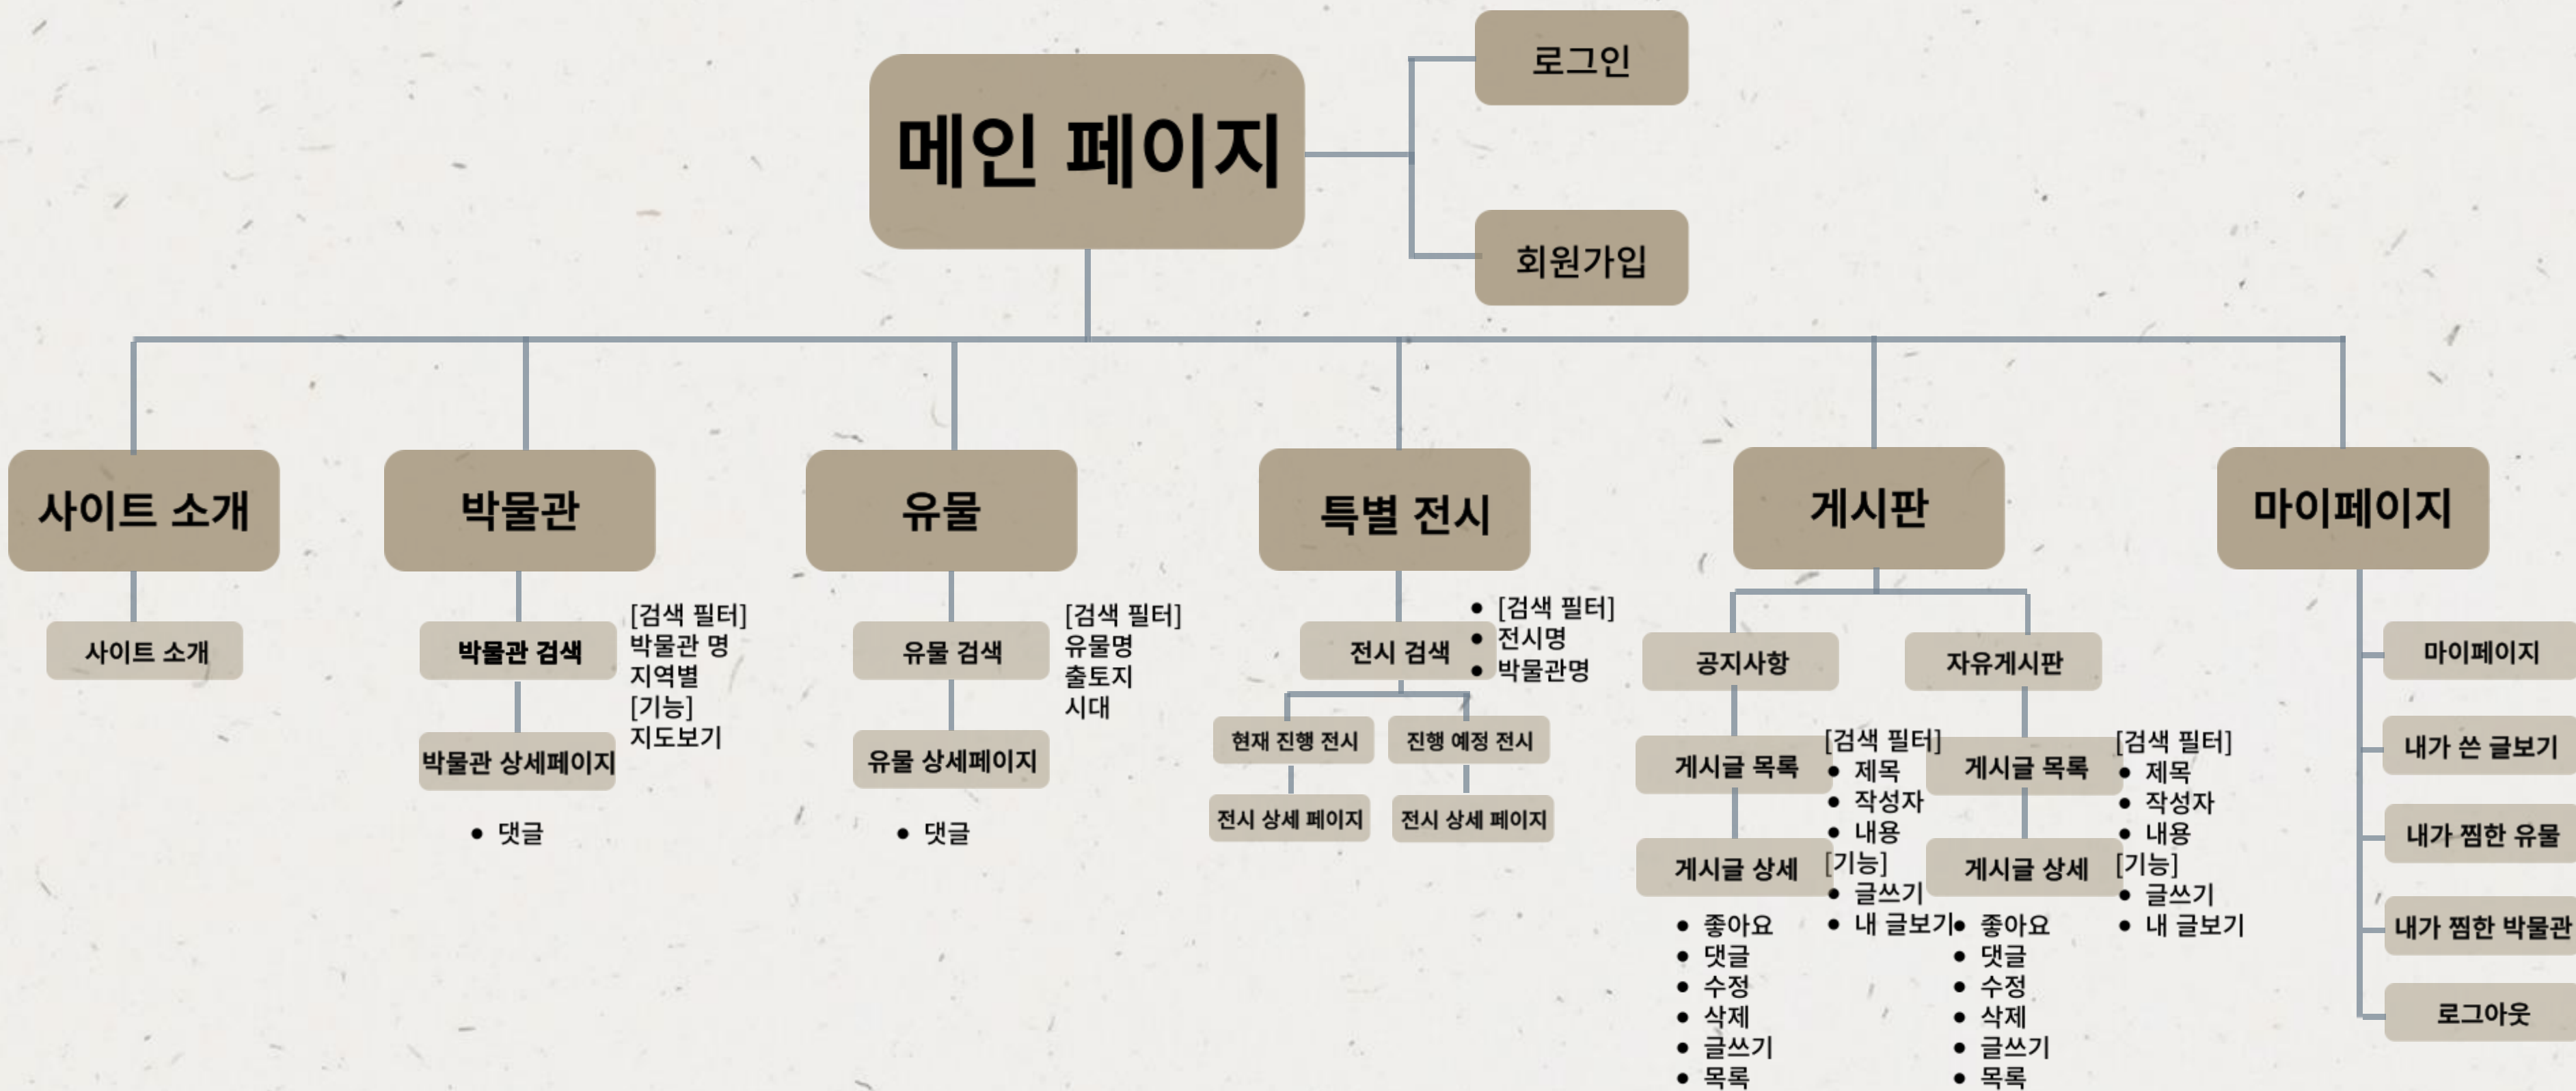 메인 페이지
로그인
회원가입
사이트 소개
사이트 소개
박물관
박물관 검색
[검색 필터]
박물관 명
지역별
[기능]
지도보기
박물관 상세페이지
• 댓글
유물
유물 검색
[검색 필터]
유물명
출토지
시대
유물 상세페이지
• 댓글
특별 전시
전시 검색
• [검색 필터]
• 전시명
• 박물관명
현재 진행 전시
전시 상세 페이지
진행 예정 전시
전시 상세 페이지
게시판
공지사항
게시글 목록
[검색 필터]
• 제목
• 작성자
• 내용
[기능]
• 글쓰기
• 내 글보기
게시글 상세
• 좋아요
• 댓글
• 수정
• 삭제
• 글쓰기
• 목록
자유게시판
게시글 목록
[검색 필터]
• 제목
• 작성자
• 내용
[기능]
• 글쓰기
• 내 글보기
게시글 상세
• 좋아요
• 댓글
• 수정
• 삭제
• 글쓰기
• 목록
마이페이지
마이페이지
내가 쓴 글보기
내가 찜한 유물
내가 찜한 박물관
로그아웃